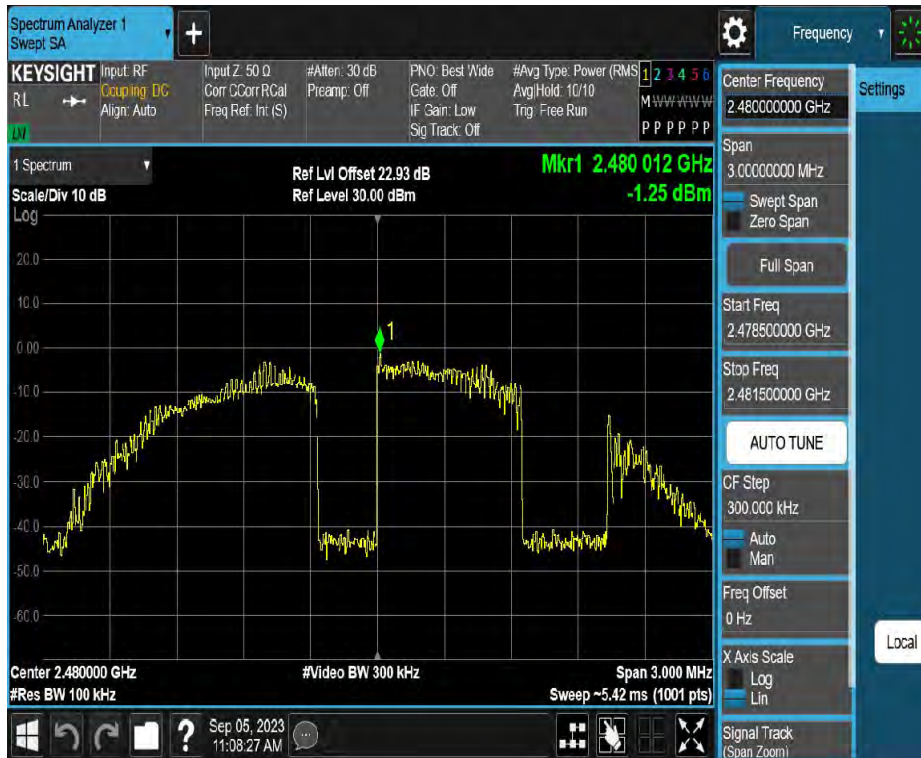 Spectrum Analyzer 1
Swept SA
+
Frequency
KEYSIGHT
RL
Input: RF
Coupling: DC
Align: Auto
Input Z: 50 Ω
Corr CCorr RCal
Freq Ref: Int (S)
#Atten: 30 dB
Preamp: Off
PNO: Best Wide
Gate: Off
IF Gain: Low
Sig Track: Off
#Avg Type: Power (RMS
Avg|Hold: 10/10
Trig: Free Run
1 2 3 4 5 6
M W W W W W
P P P P P P
1 Spectrum
Scale/Div 10 dB
Log
Ref Lvl Offset 22.93 dB
Ref Level 30.00 dBm
Mkr1 2.480 012 GHz
-1.25 dBm
20.0
10.0
0.00
-10.0
-20.0
-30.0
-40.0
-50.0
-60.0
1
Center 2.480000 GHz
#Res BW 100 kHz
#Video BW 300 kHz
Span 3.000 MHz
Sweep ~5.42 ms (1001 pts)
Center Frequency
2.480000000 GHz
Settings
Span
3.00000000 MHz
Swept Span
Zero Span
Full Span
Start Freq
2.478500000 GHz
Stop Freq
2.481500000 GHz
AUTO TUNE
CF Step
300.000 kHz
Auto
Man
Freq Offset
0 Hz
Local
X Axis Scale
Log
Lin
Signal Track
(Span Zoom)
?
Sep 05, 2023
11:08:27 AM